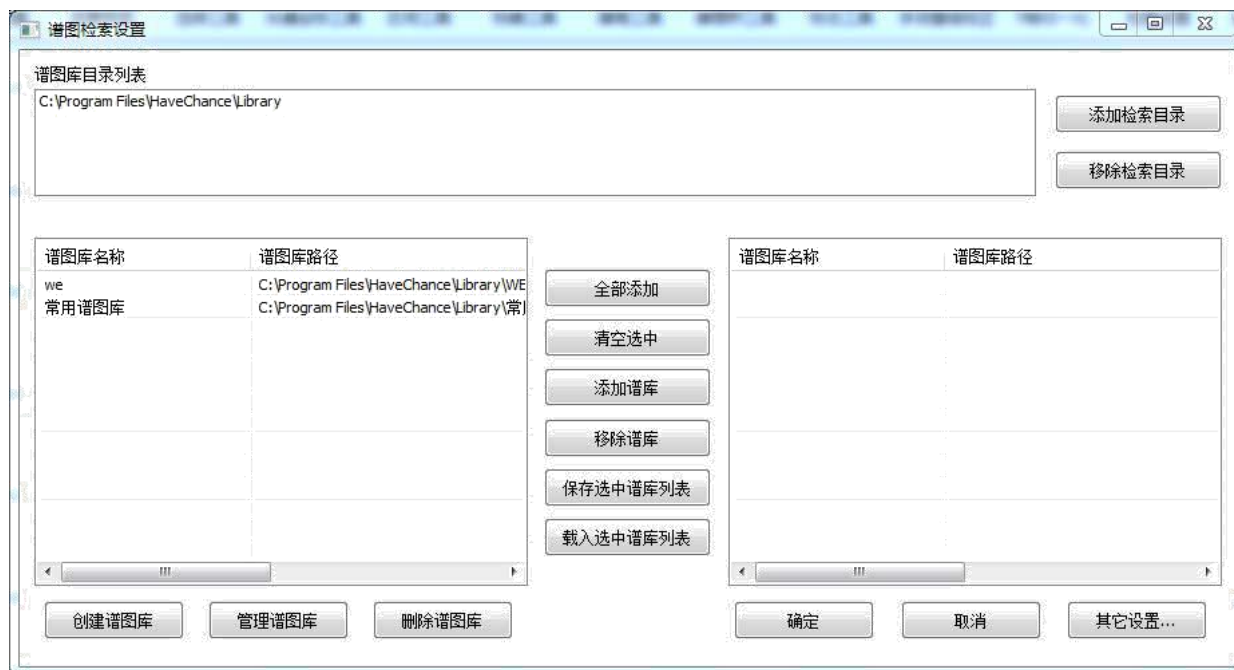 谱图检索设置
谱图库目录列表
C:\Program Files\HaveChance\Library
添加检索目录
移除检索目录
谱图库名称 谱图库路径
we C:\Program Files\HaveChance\Library\WE
常用谱图库 C:\Program Files\HaveChance\Library\常
全部添加
清空选中
添加谱库
移除谱库
保存选中谱库列表
载入选中谱库列表
谱图库名称 谱图库路径
创建谱图库 管理谱图库 删除谱图库
确定 取消 其它设置...